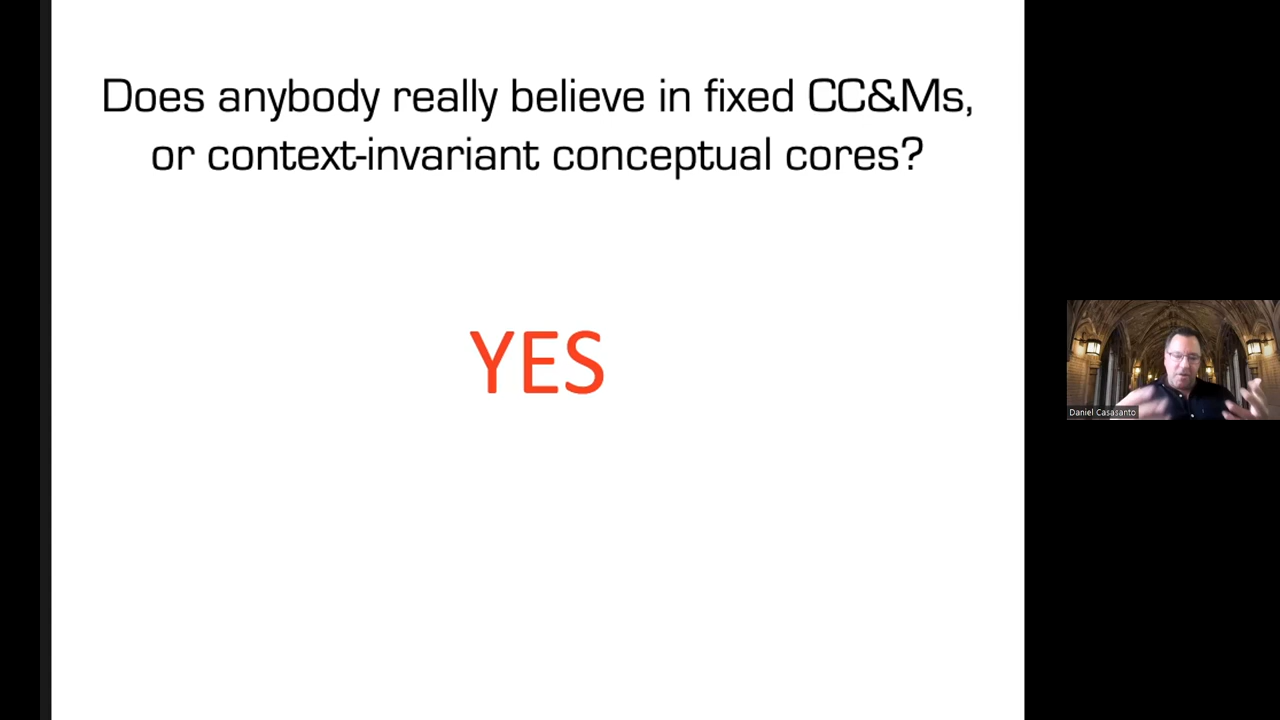 Does anybody really believe in fixed CC&Ms,
or context-invariant conceptual cores?
YES
Daniel Casasanto